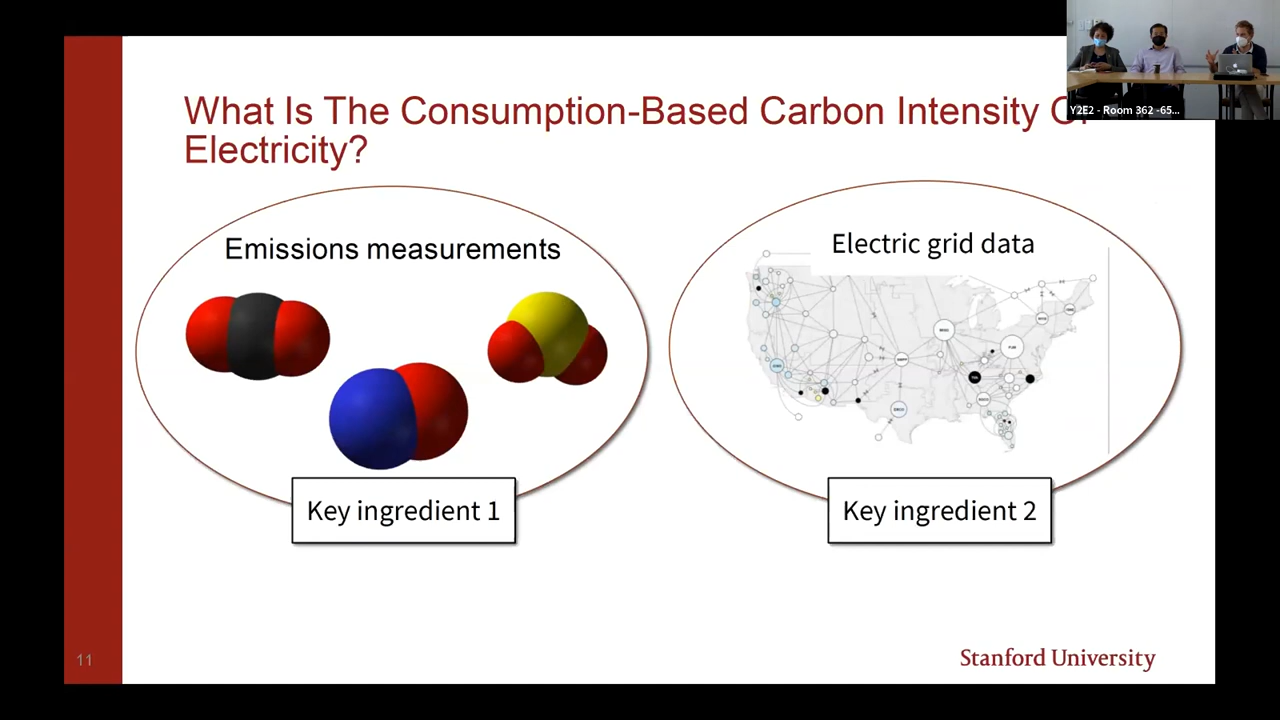 What Is The Consumption-Based Carbon Intensity Of
Electricity?
Y2E2 - Room 362 -65...
Emissions measurements
Electric grid data
Key ingredient 1
Key ingredient 2
11
Stanford University